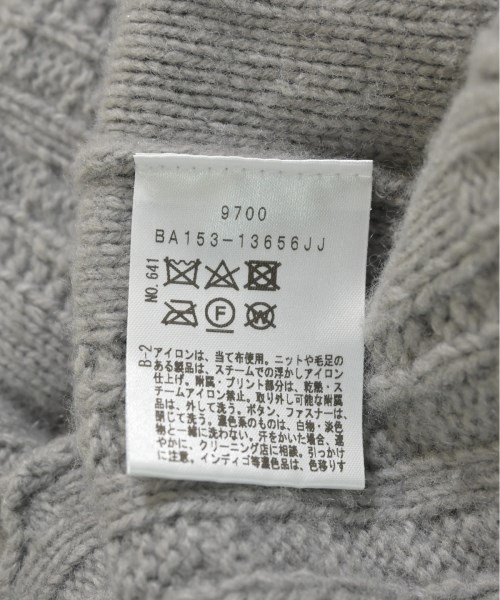 9700
BA153-13656JJ
NO.641
F
W
B-2
アイロンは、当て布使用。ニットや毛足の
ある製品は、スチームでの浮かしアイロン
仕上げ。附属・プリント部分は、乾熱・ス
チームアイロン禁止。取り外し可能な附属
品は、外して洗う。ボタン、ファスナーは、
閉じて洗う。濃色系のものは、白物・淡色
物と一緒に洗わない。汗をかいた場合、速
やかに、クリーニング店に相談。引っかけ
に注意。インディゴ等濃色品は、色移りす